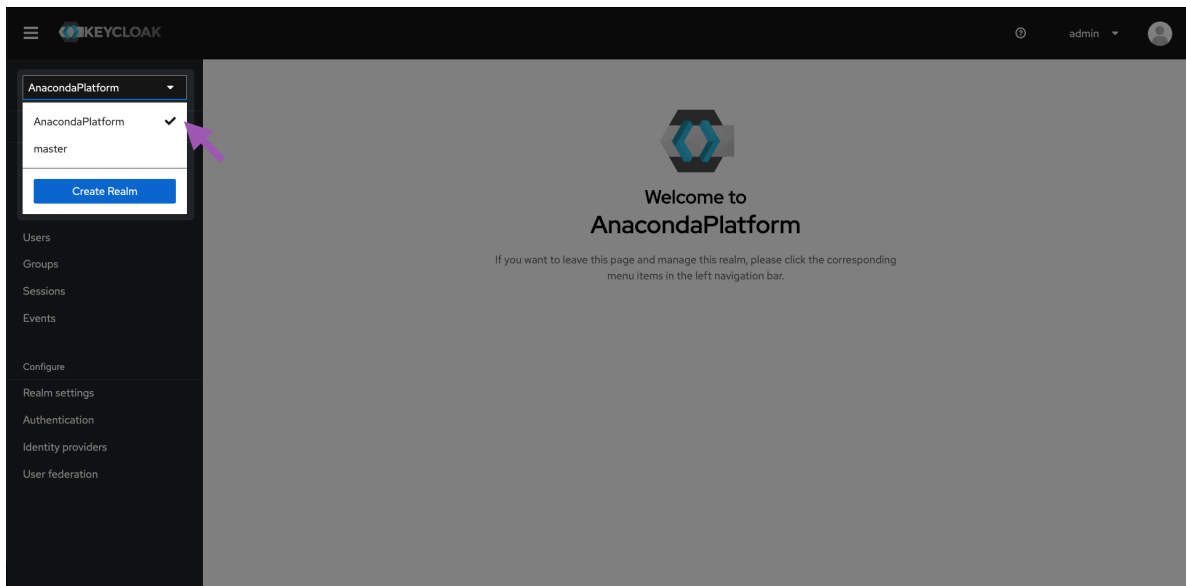 KEYCLOAK
admin
AnacondaPlatform
AnacondaPlatform
master
Create Realm
Users
Groups
Sessions
Events
Configure
Realm settings
Authentication
Identity providers
User federation
Welcome to
AnacondaPlatform
If you want to leave this page and manage this realm, please click the corresponding
menu items in the left navigation bar.